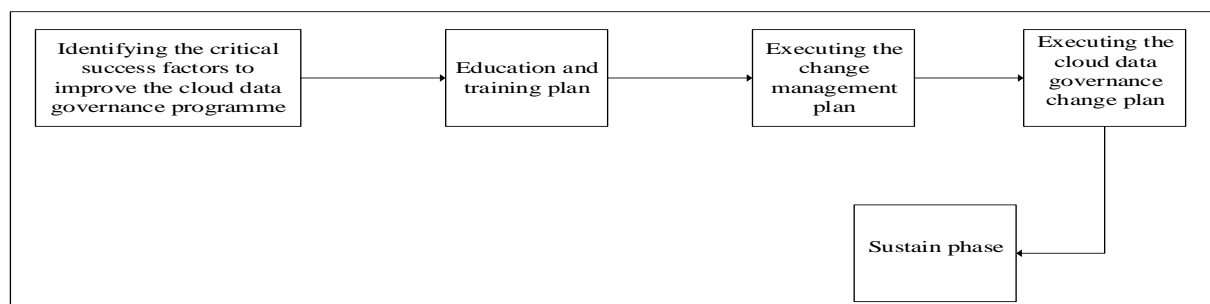 Identifying the critical
success factors to
improve the cloud data
governance programme
Education and
training plan
Executing the
change
management
plan
Executing the
cloud data
governance
change plan
Sustain phase